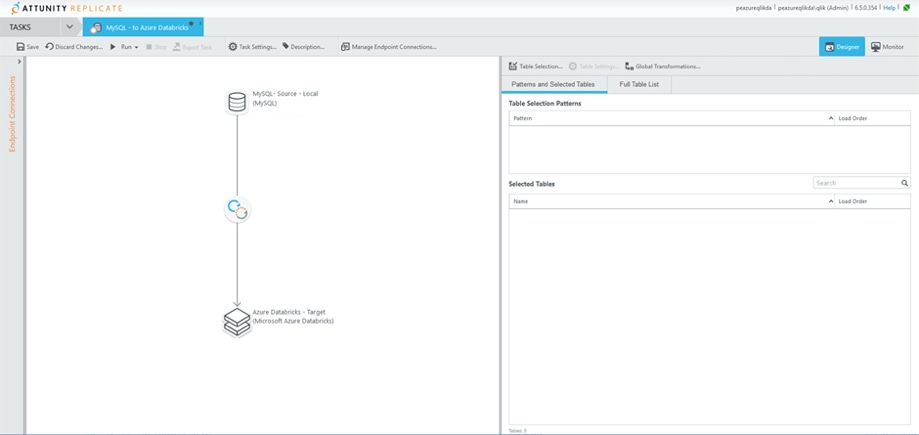 ATTUNITY REPLICATE
peazureqlikda | peazureqlikda\qlik (Admin) | 6.5.0.354 | Help |
TASKS
MySQL - to Azure Databricks
Save Discard Changes... Run Stop Export Task Task Settings... Description... Manage Endpoint Connections... Designer Monitor
Endpoint Connections
MySQL- Source - Local
(MySQL)
Azure Databricks - Target
(Microsoft Azure Databricks)
Table Selection... Table Settings... Global Transformations...
Patterns and Selected Tables Full Table List
Table Selection Patterns
Pattern Load Order
Selected Tables Search
Name Load Order
Tables: 0